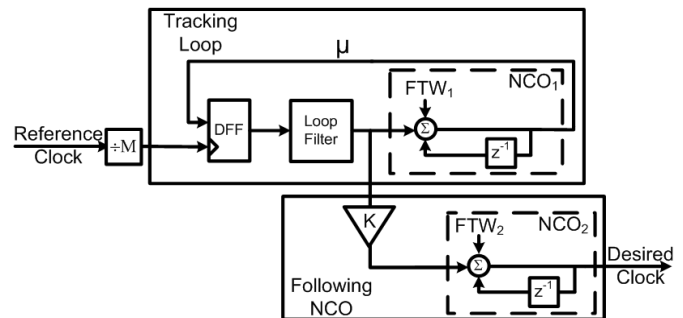 Tracking
Loop
μ
NCO₁
FTW₁
DFF
Loop
Filter
Σ
z⁻¹
Reference
Clock
÷M
K
NCO₂
FTW₂
Σ
z⁻¹
Desired
Clock
Following
NCO